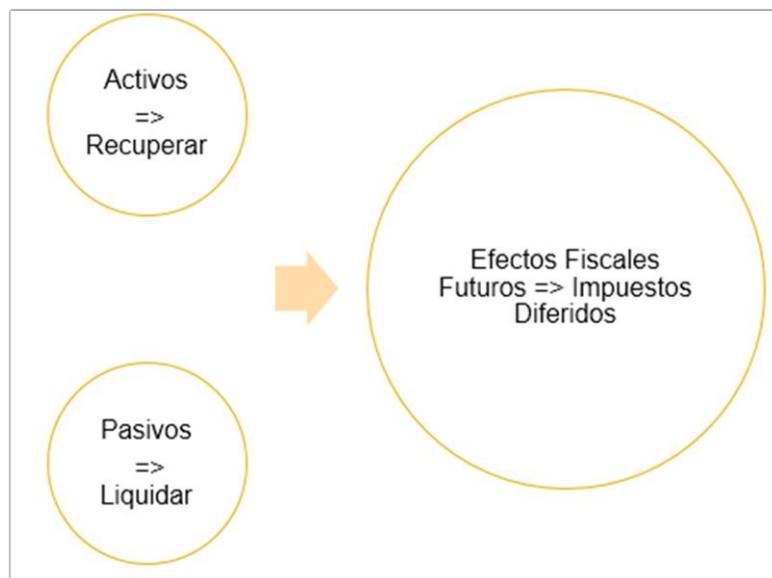 Activos
=>
Recuperar
Pasivos
=>
Liquidar
Efectos Fiscales
Futuros => Impuestos
Diferidos